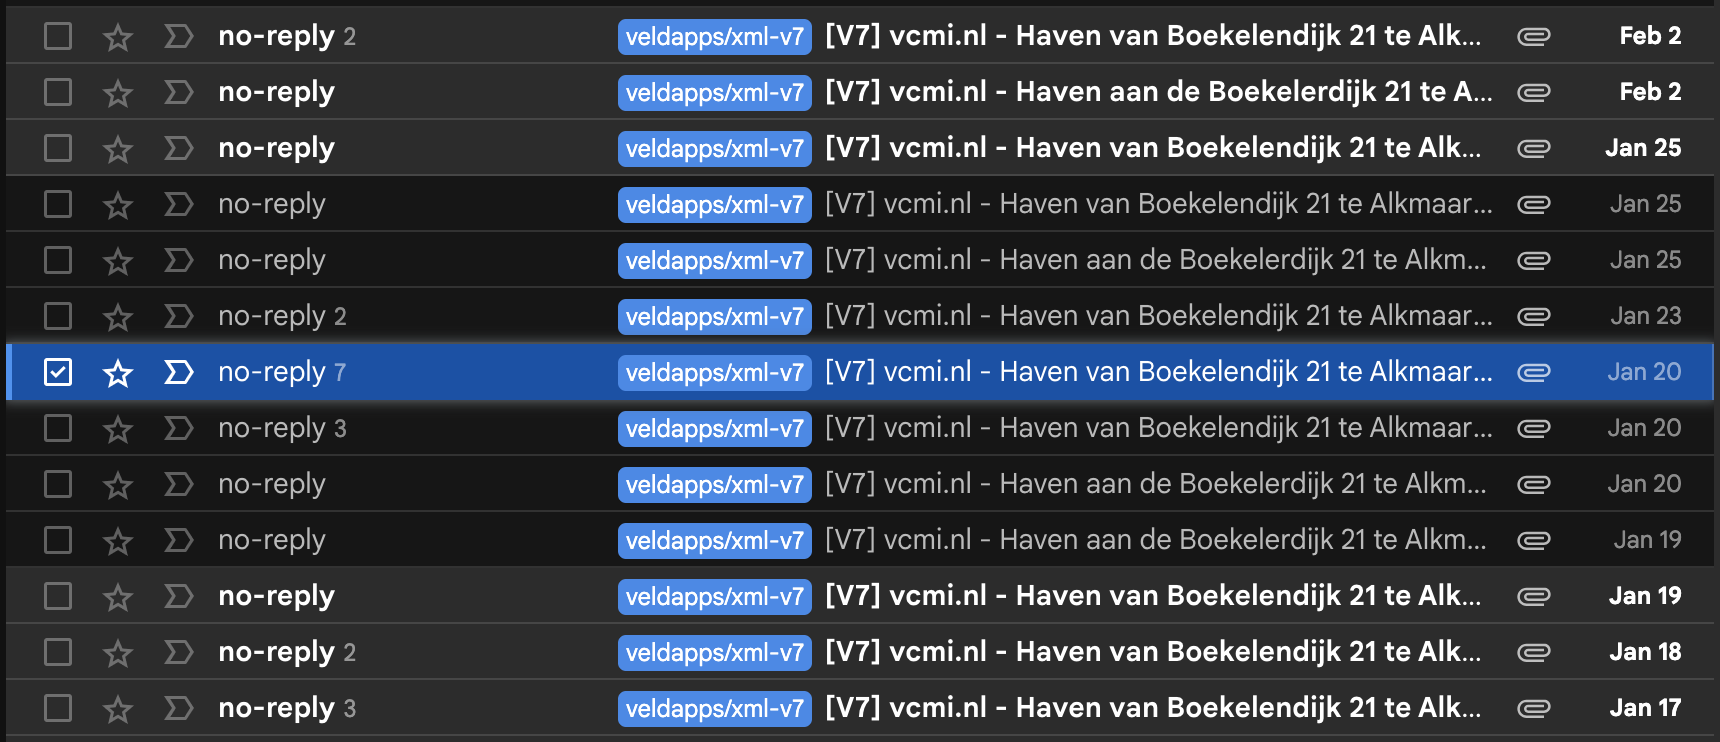 no-reply 2 veldapps/xml-v7 [V7] vcmi.nl - Haven van Boekelendijk 21 te Alk... Feb 2
no-reply veldapps/xml-v7 [V7] vcmi.nl - Haven aan de Boekelerdijk 21 te A... Feb 2
no-reply veldapps/xml-v7 [V7] vcmi.nl - Haven van Boekelendijk 21 te Alk... Jan 25
no-reply veldapps/xml-v7 [V7] vcmi.nl - Haven van Boekelendijk 21 te Alkmaar... Jan 25
no-reply veldapps/xml-v7 [V7] vcmi.nl - Haven aan de Boekelerdijk 21 te Alkm... Jan 25
no-reply 2 veldapps/xml-v7 [V7] vcmi.nl - Haven van Boekelendijk 21 te Alkmaar... Jan 23
no-reply 7 veldapps/xml-v7 [V7] vcmi.nl - Haven van Boekelendijk 21 te Alkmaar... Jan 20
no-reply 3 veldapps/xml-v7 [V7] vcmi.nl - Haven van Boekelendijk 21 te Alkmaar... Jan 20
no-reply veldapps/xml-v7 [V7] vcmi.nl - Haven aan de Boekelerdijk 21 te Alkm... Jan 20
no-reply veldapps/xml-v7 [V7] vcmi.nl - Haven aan de Boekelerdijk 21 te Alkm... Jan 19
no-reply veldapps/xml-v7 [V7] vcmi.nl - Haven van Boekelendijk 21 te Alk... Jan 19
no-reply 2 veldapps/xml-v7 [V7] vcmi.nl - Haven van Boekelendijk 21 te Alk... Jan 18
no-reply 3 veldapps/xml-v7 [V7] vcmi.nl - Haven van Boekelendijk 21 te Alk... Jan 17